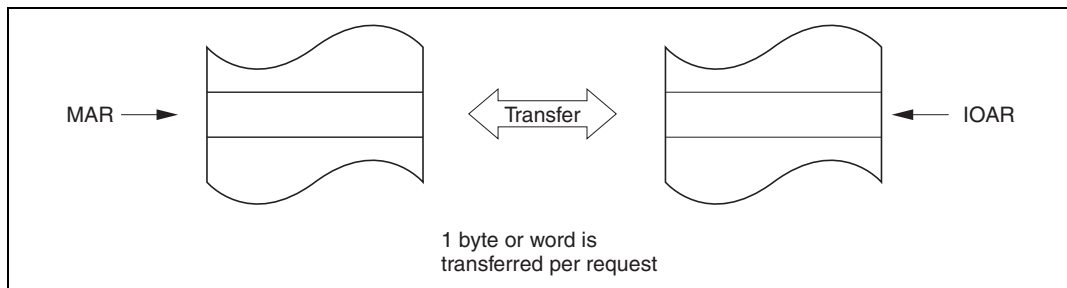 MAR
Transfer
IOAR
1 byte or word is
transferred per request